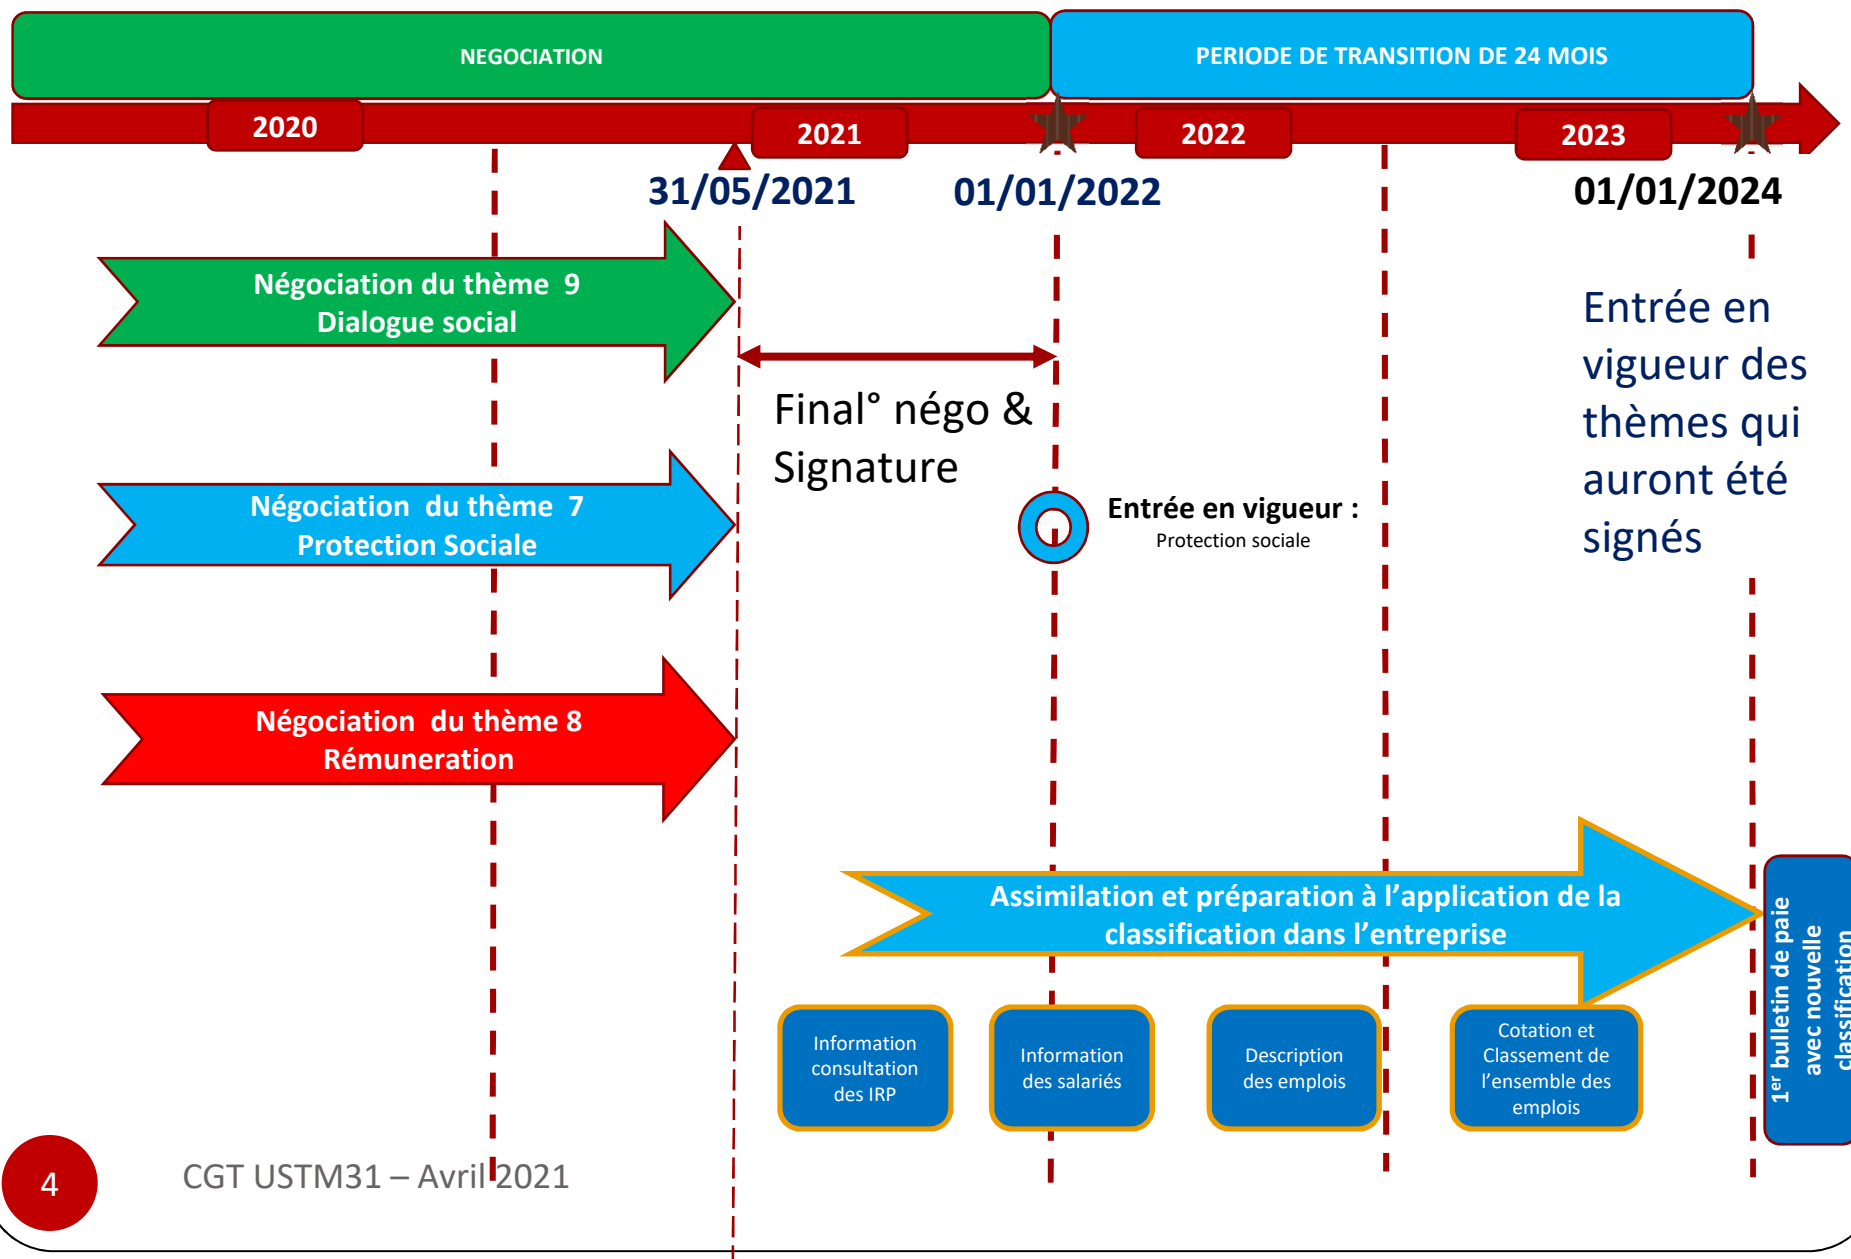 NEGOCIATION
PERIODE DE TRANSITION DE 24 MOIS
2020
2021
2022
2023
31/05/2021
01/01/2022
01/01/2024
Négociation du thème 9
Dialogue social
Final° négo &
Signature
Entrée en
vigueur des
thèmes qui
auront été
signés
Négociation du thème 7
Protection Sociale
Entrée en vigueur :
Protection sociale
Négociation du thème 8
Rémuneration
Assimilation et préparation à l’application de la
classification dans l’entreprise
Information
consultation
des IRP
Information
des salariés
Description
des emplois
Cotation et
Classement de
l’ensemble des
emplois
1er bulletin de paie
avec nouvelle
classification
4
CGT USTM31 – Avril 2021